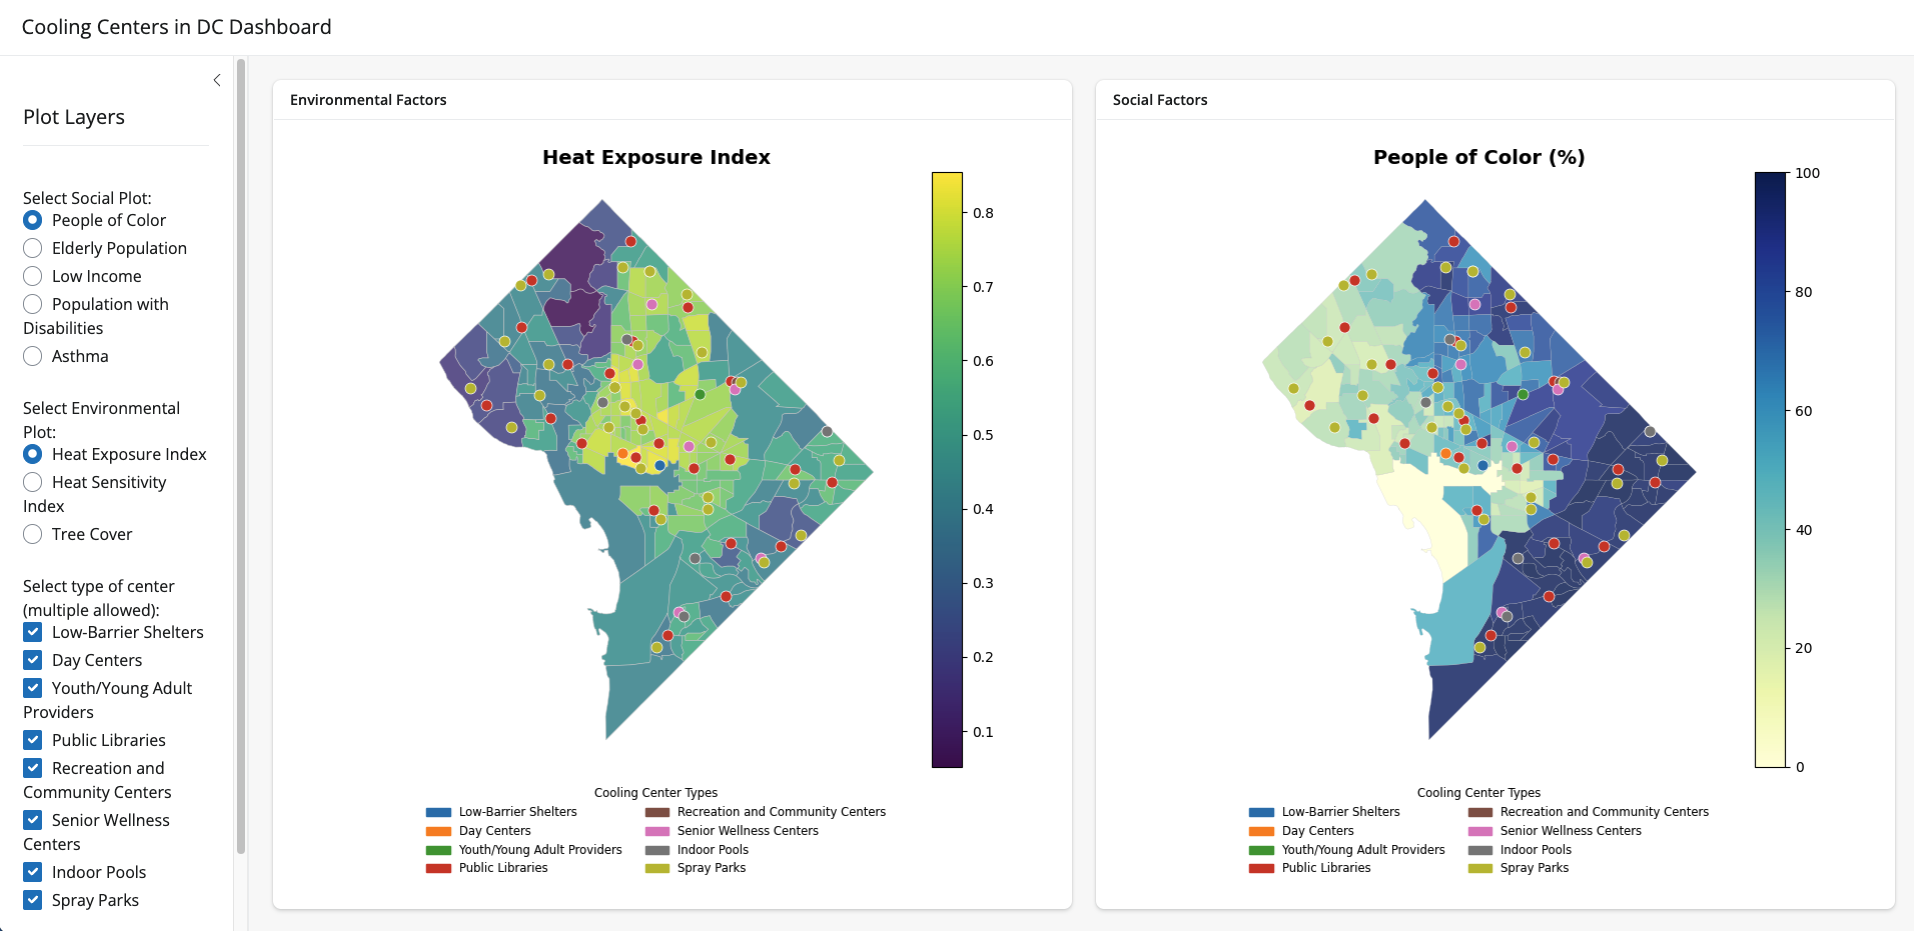 Cooling Centers in DC Dashboard
Plot Layers
Select Social Plot:
People of Color
Elderly Population
Low Income
Population with
Disabilities
Asthma
Select Environmental
Plot:
Heat Exposure Index
Heat Sensitivity
Index
Tree Cover
Select type of center
(multiple allowed):
Low-Barrier Shelters
Day Centers
Youth/Young Adult
Providers
Public Libraries
Recreation and
Community Centers
Senior Wellness
Centers
Indoor Pools
Spray Parks
Environmental Factors
Heat Exposure Index
0.8
0.7
0.6
0.5
0.4
0.3
0.2
0.1
Cooling Center Types
Low-Barrier Shelters
Day Centers
Youth/Young Adult Providers
Public Libraries
Recreation and Community Centers
Senior Wellness Centers
Indoor Pools
Spray Parks
Social Factors
People of Color (%)
100
80
60
40
20
0
Cooling Center Types
Low-Barrier Shelters
Day Centers
Youth/Young Adult Providers
Public Libraries
Recreation and Community Centers
Senior Wellness Centers
Indoor Pools
Spray Parks